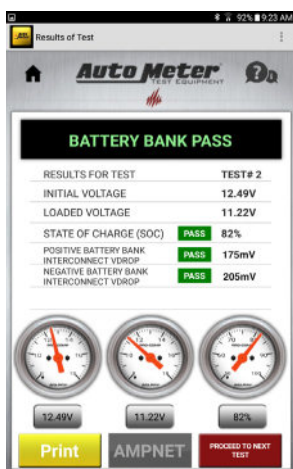 92% 9:23 AM
Results of Test
Auto Meter
TEST EQUIPMENT
BATTERY BANK PASS
RESULTS FOR TEST TEST# 2
INITIAL VOLTAGE 12.49V
LOADED VOLTAGE 11.22V
STATE OF CHARGE (SOC) PASS 82%
POSITIVE BATTERY BANK
INTERCONNECT VDROP PASS 175mV
NEGATIVE BATTERY BANK
INTERCONNECT VDROP PASS 205mV
12.49V 11.22V 82%
Print AMPNET PROCEED TO NEXT
TEST